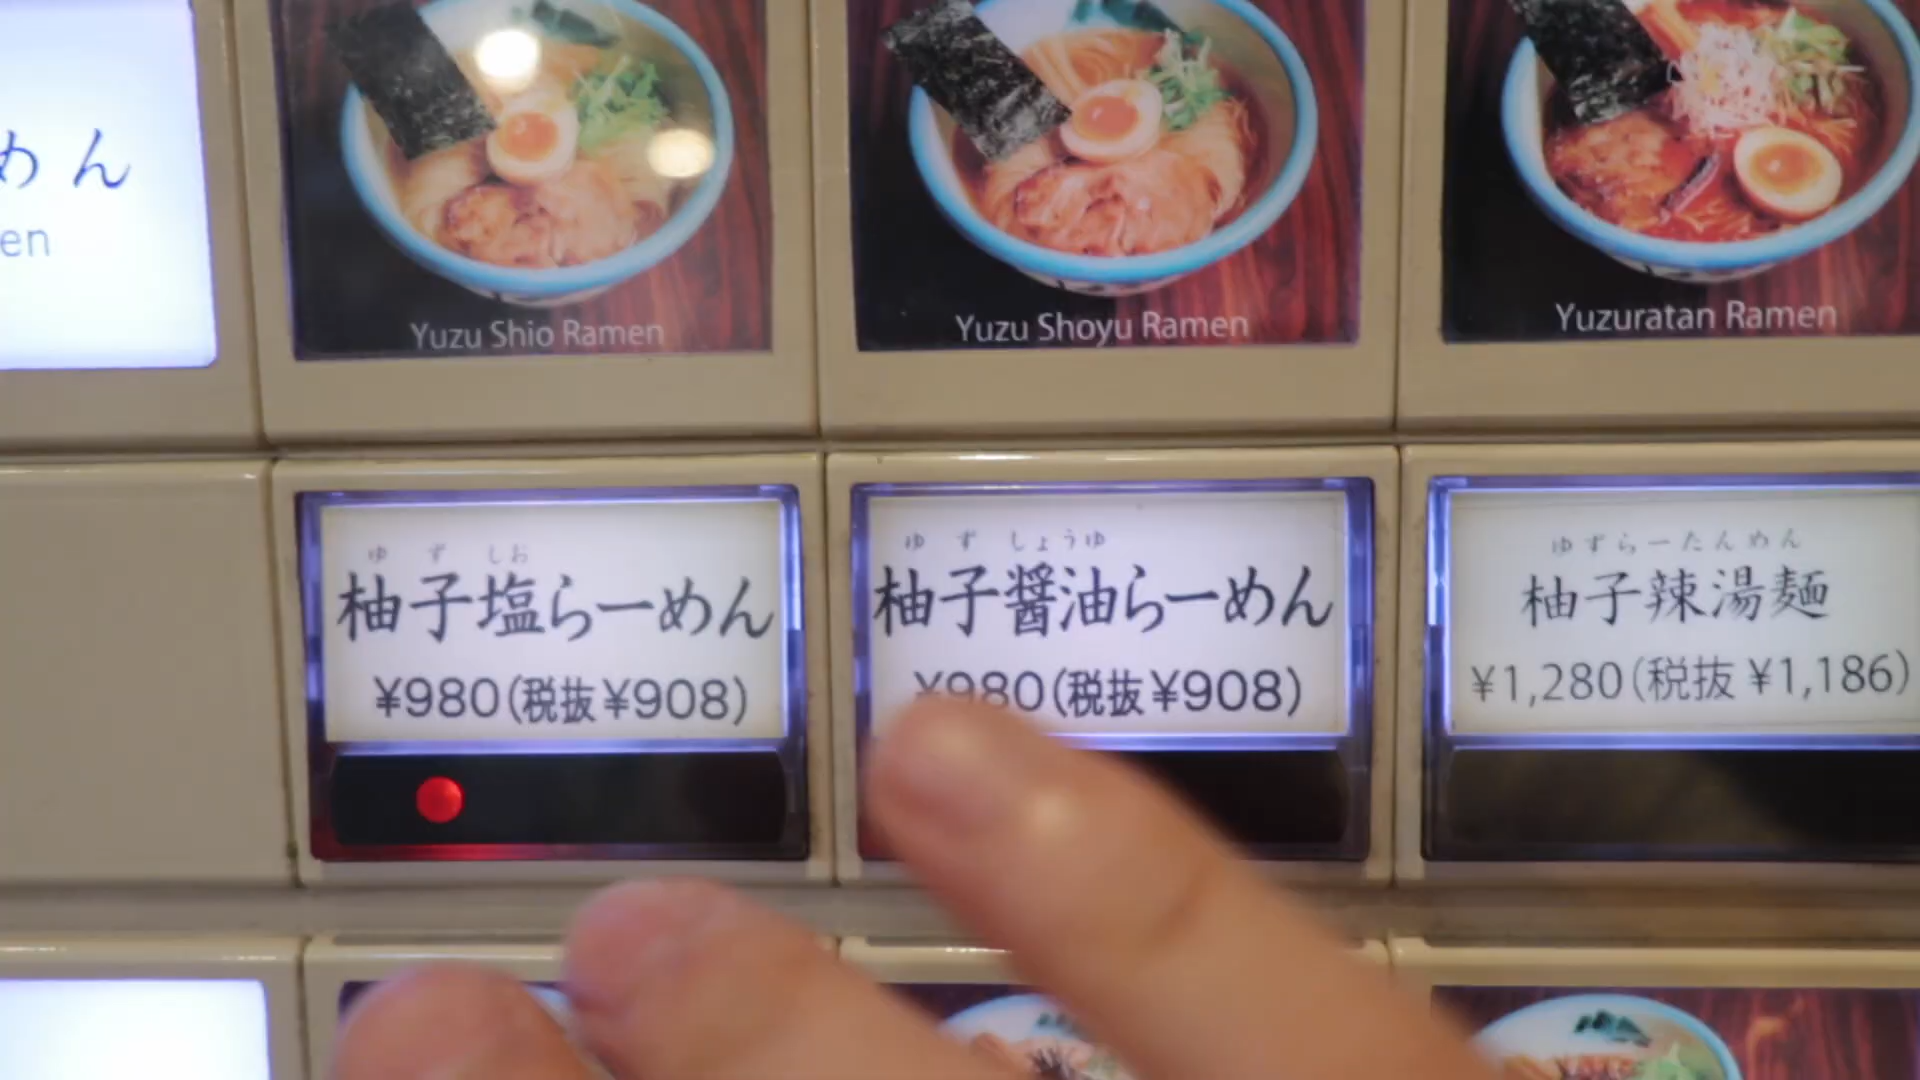 めん
en
Yuzu Shio Ramen
Yuzu Shoyu Ramen
Yuzuratan Ramen
ゆ ず しお
柚子塩らーめん
¥980(税抜¥908)
ゆ ず しょうゆ
柚子醤油らーめん
¥980(税抜¥908)
ゆずらーたんめん
柚子辣湯麺
¥1,280(税抜¥1,186)